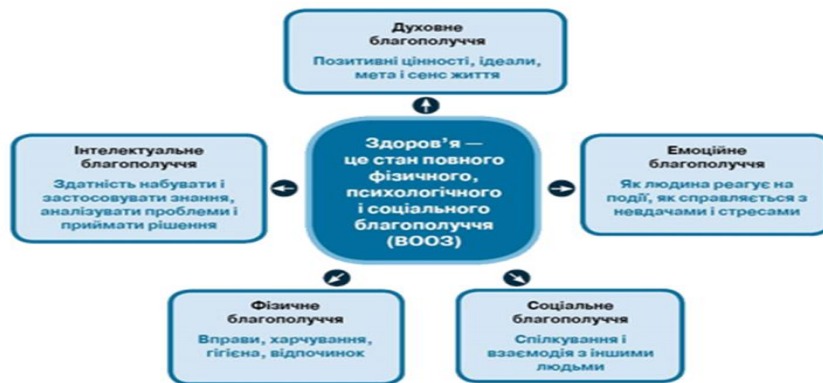 Духовне
благополуччя
Позитивні цінності, ідеали,
мета і сенс життя
Інтелектуальне
благополуччя
Здатність набувати і
застосовувати знання,
аналізувати проблеми і
приймати рішення
Здоров’я —
це стан повного
фізичного,
психологічного
і соціального
благополуччя
(ВООЗ)
Емоційне
благополуччя
Як людина реагує на
події, як справляється з
невдачами і стресами
Фізичне
благополуччя
Вправи, харчування,
гігієна, відпочинок
Соціальне
благополуччя
Спілкування і
взаємодія з іншими
людьми